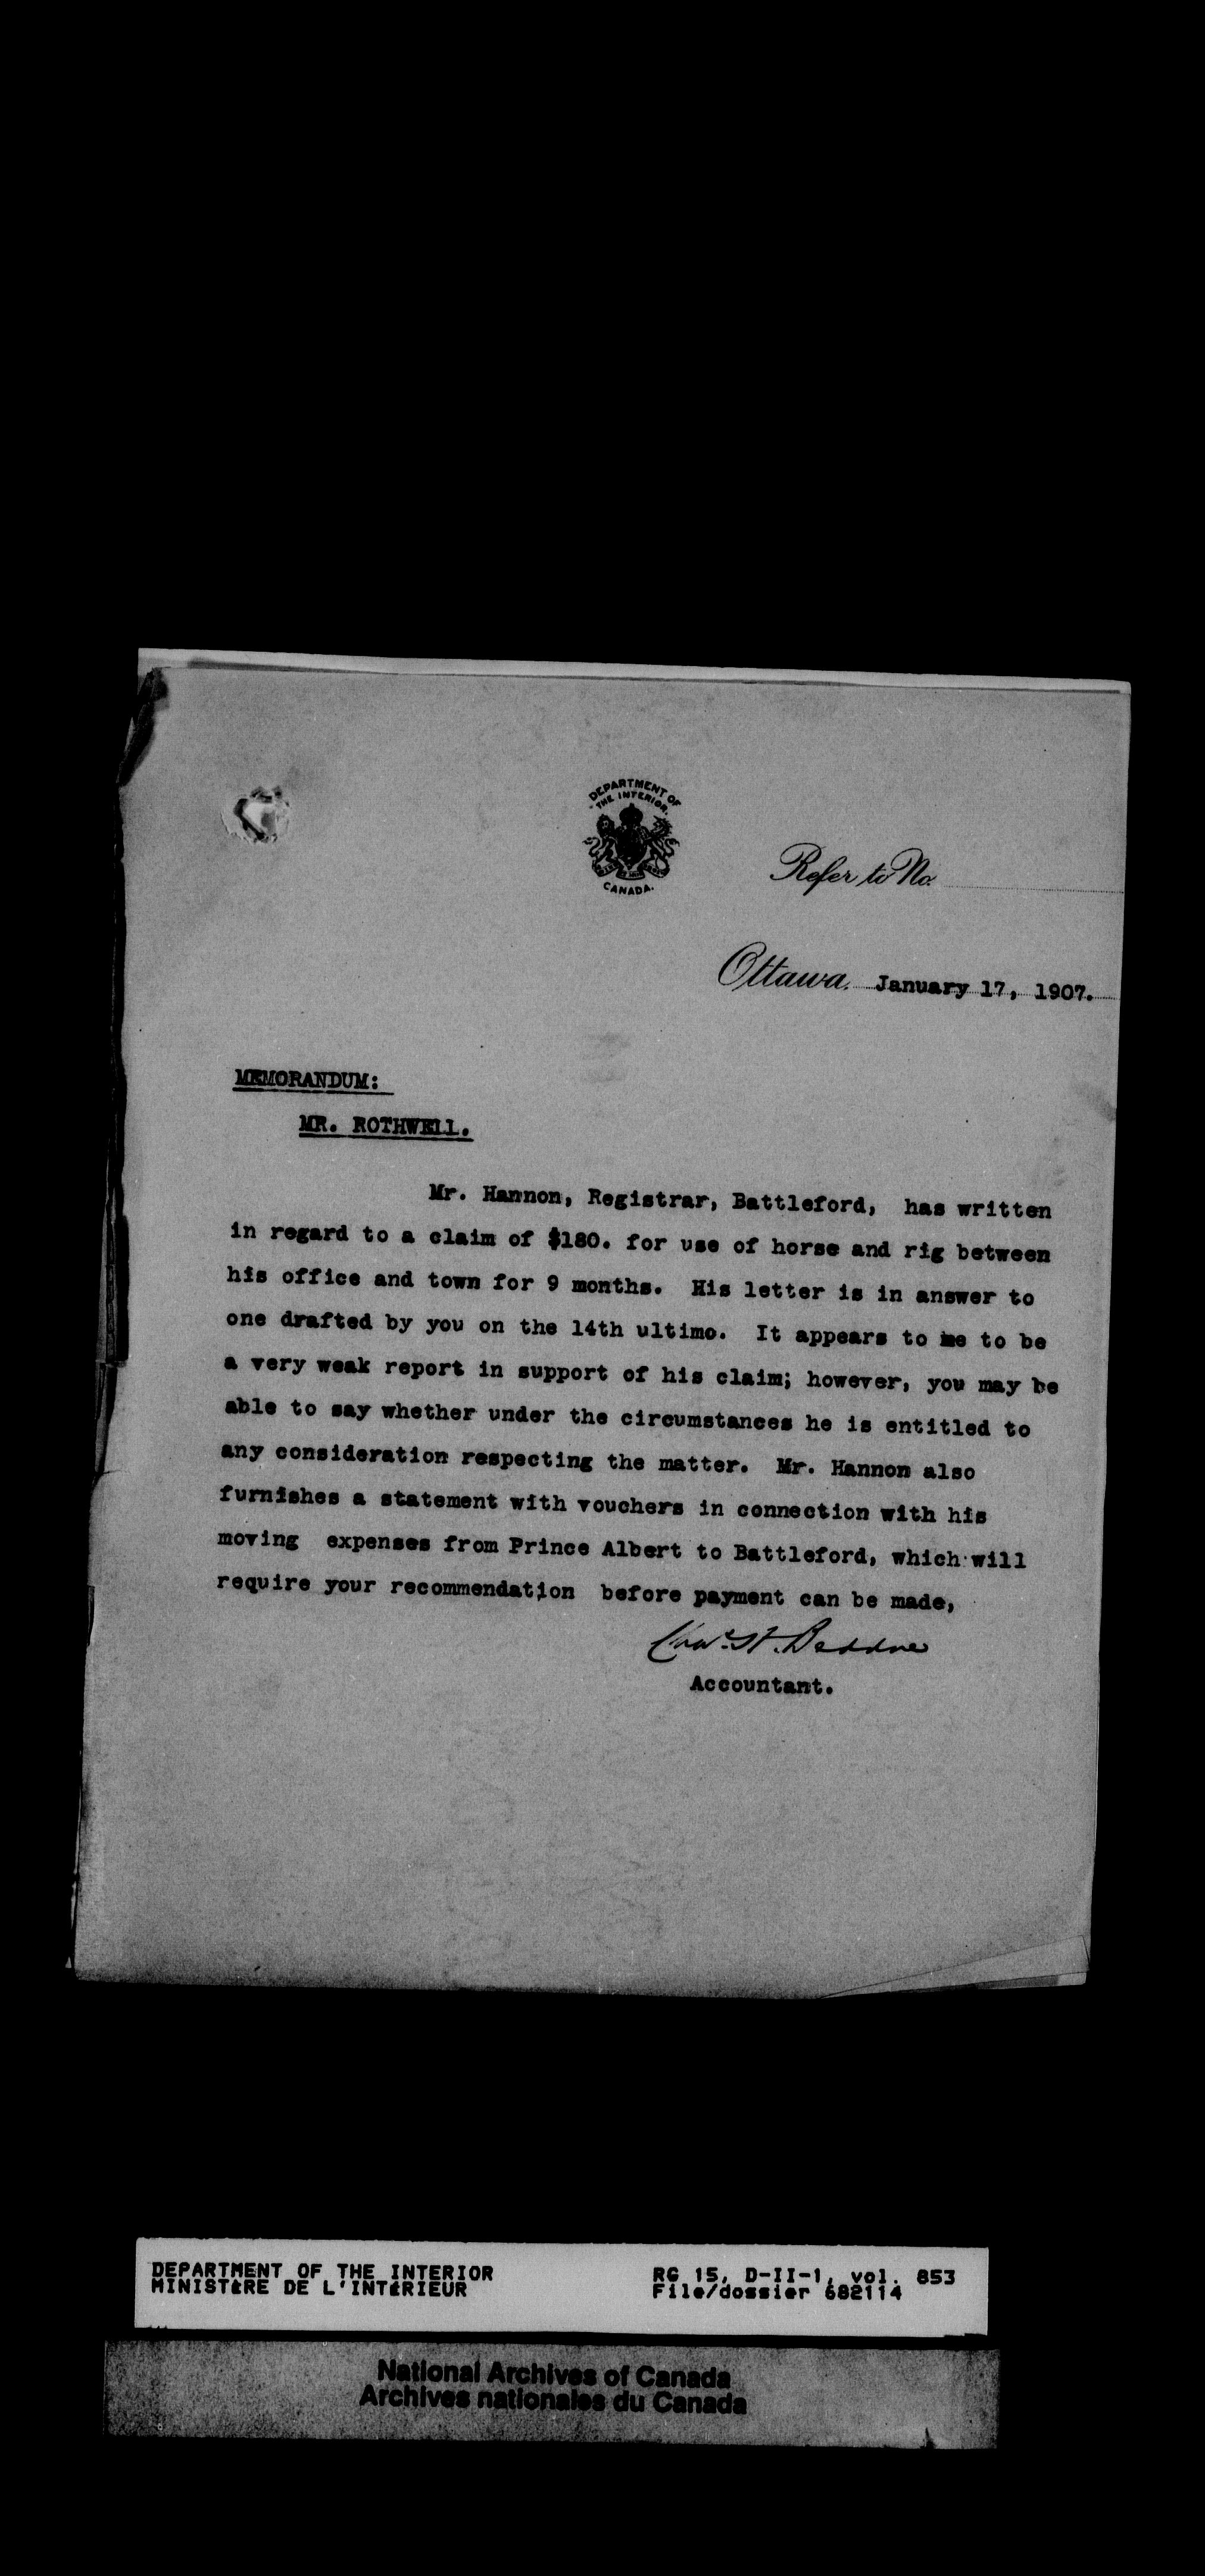 DEPARTMENT OF
THE INTERIOR.
CANADA.
Refer to No.
Ottawa. January 17, 1907.
MEMORANDUM:
MR. ROTHWELL.
Mr. Hannon, Registrar, Battleford, has written
in regard to a claim of $180. for use of horse and rig between
his office and town for 9 months. His letter is in answer to
one drafted by you on the 14th ultimo. It appears to me to be
a very weak report in support of his claim; however, you may be
able to say whether under the circumstances he is entitled to
any consideration respecting the matter. Mr. Hannon also
furnishes a statement with vouchers in connection with his
moving expenses from Prince Albert to Battleford, which will
require your recommendation before payment can be made,
Chas. H. Beddoe
Accountant.
DEPARTMENT OF THE INTERIOR RG 15, D-II-1, vol. 853
MINISTÈRE DE L'INTÉRIEUR File/dossier 682114
National Archives of Canada
Archives nationales du Canada